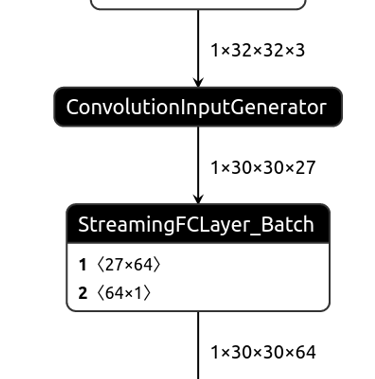 1×32×32×3
ConvolutionInputGenerator
1×30×30×27
StreamingFCLayer_Batch
1 〈27×64〉
2 〈64×1〉
1×30×30×64